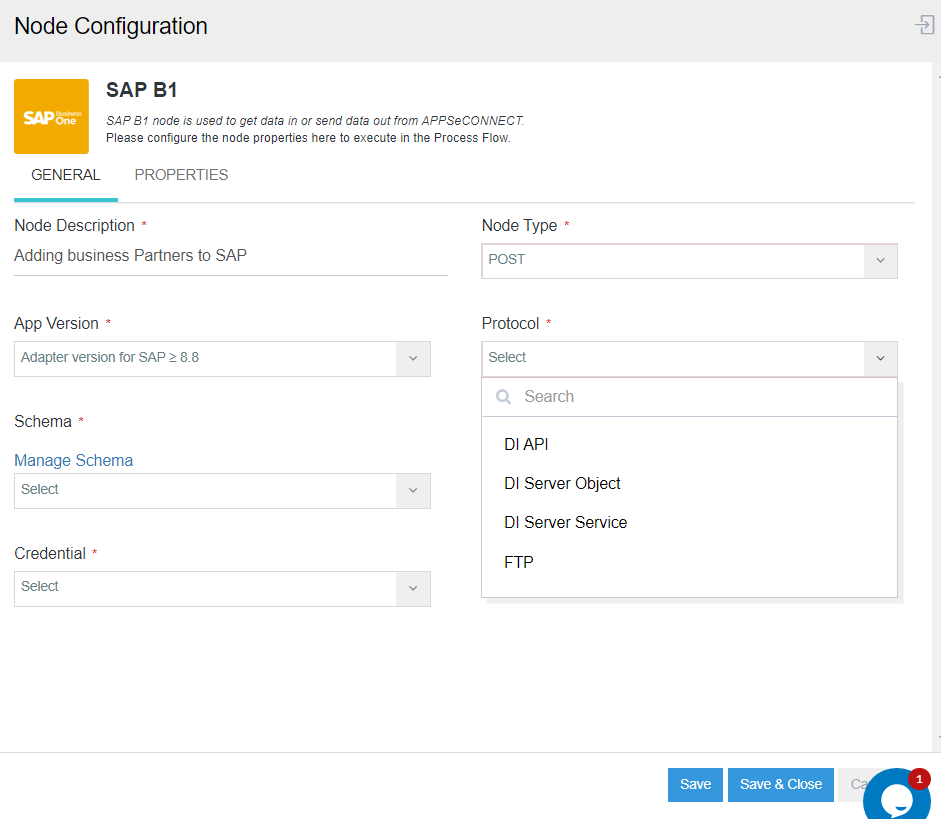 Node Configuration
SAP Business One
SAP B1
SAP B1 node is used to get data in or send data out from APPSeCONNECT.
Please configure the node properties here to execute in the Process Flow.
GENERAL
PROPERTIES
Node Description *
Adding business Partners to SAP
Node Type *
POST
App Version *
Adapter version for SAP ≥ 8.8
Protocol *
Select
Search
DI API
DI Server Object
DI Server Service
FTP
Schema *
Manage Schema
Select
Credential *
Select
Save
Save & Close
1